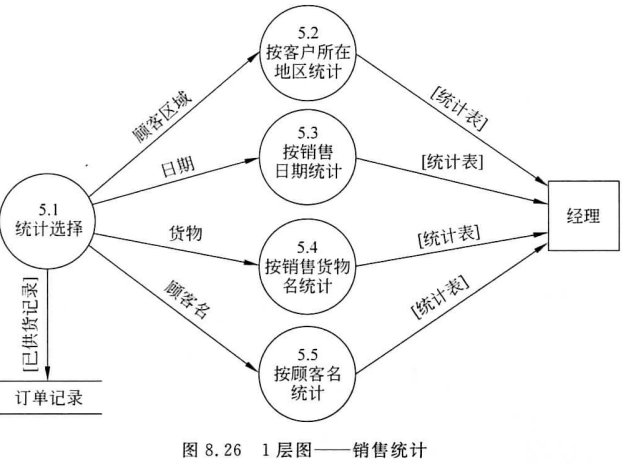 5.2
按客户所在
地区统计
顾客区域
[统计表]
5.3
按销售
日期统计
日期
[统计表]
5.1
统计选择
经理
货物
5.4
按销售货物
名统计
[统计表]
顾客名
[统计表]
[已供货记录]
5.5
按顾客名
统计
订单记录
图 8.26 1层图——销售统计